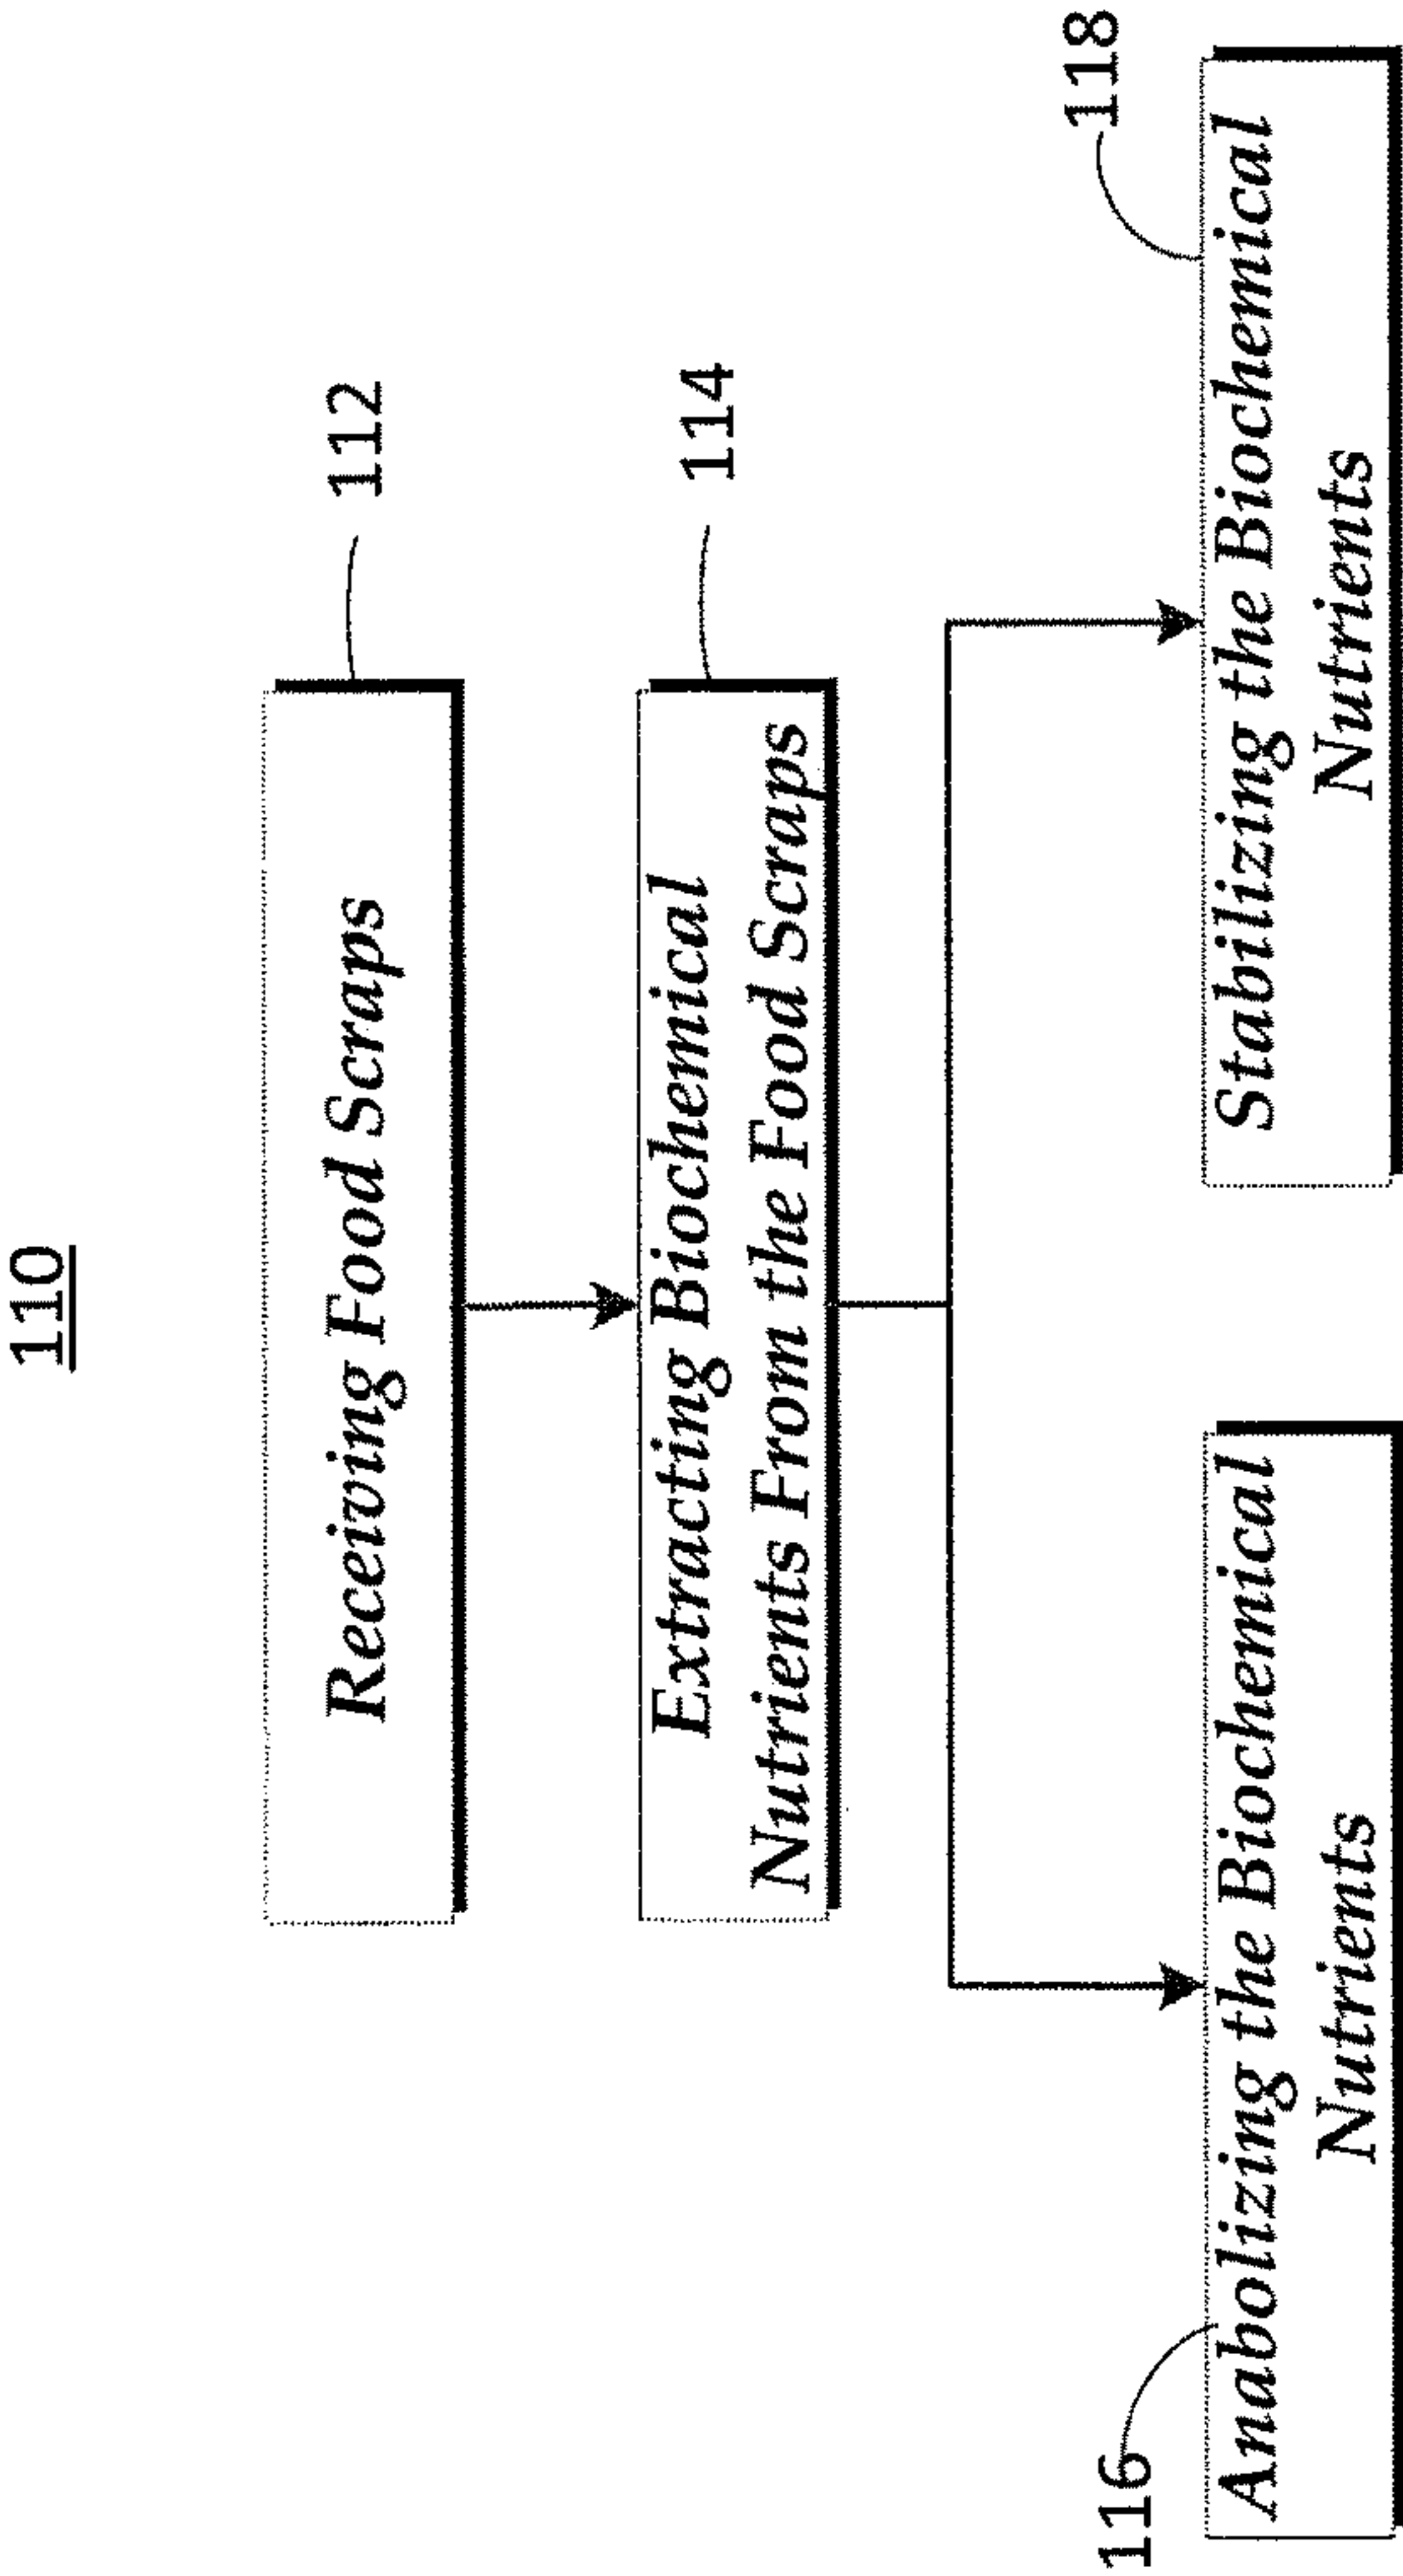 110
Receiving Food Scraps
112
Extracting Biochemical
Nutrients From the Food Scraps
114
116
Anabolizing the Biochemical
Nutrients
118
Stabilizing the Biochemical
Nutrients